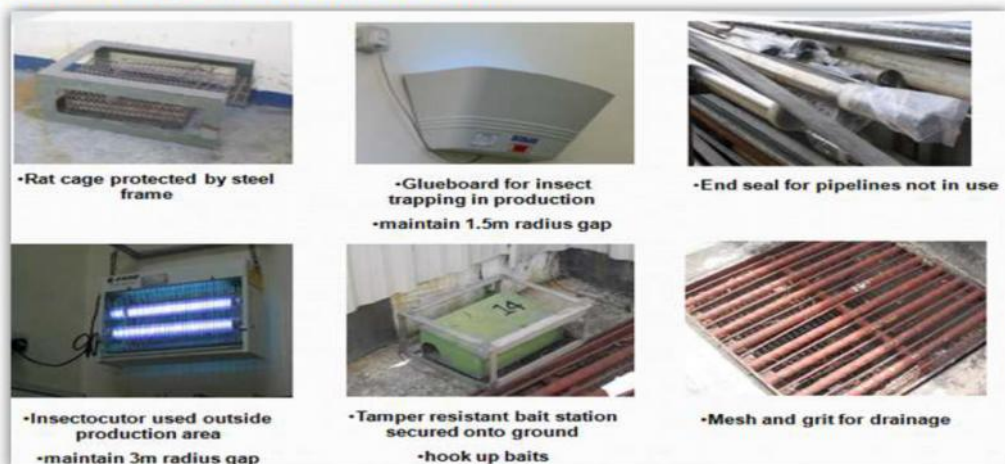 •Rat cage protected by steel
frame
•Glueboard for insect
trapping in production
•maintain 1.5m radius gap
•End seal for pipelines not in use
14
•Insectocutor used outside
production area
•maintain 3m radius gap
•Tamper resistant bait station
secured onto ground
•hook up baits
•Mesh and grit for drainage